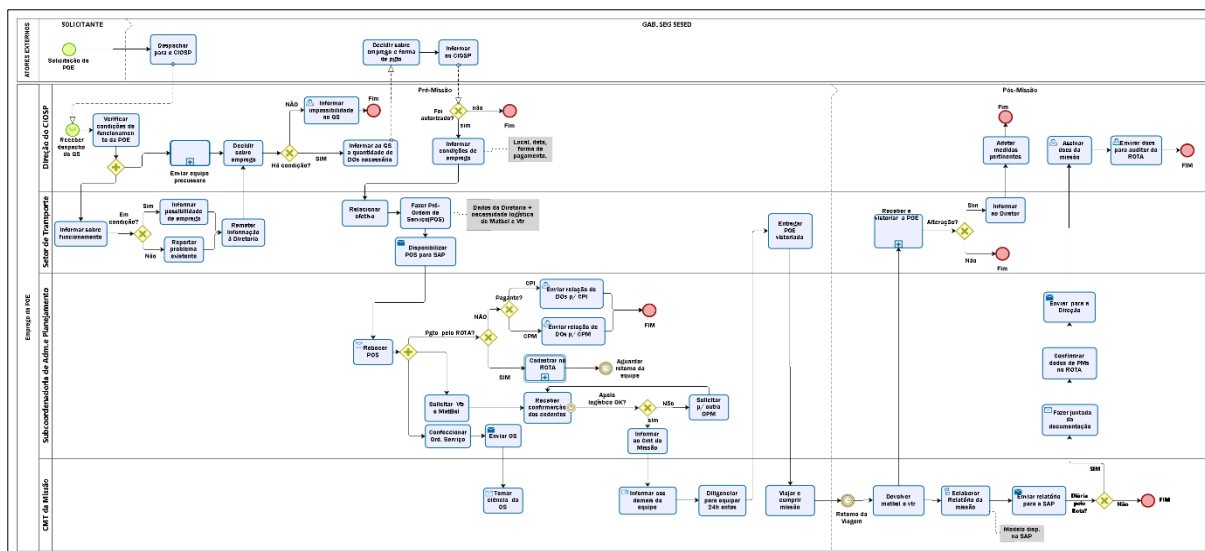 SOLICITANTE
GAB. SEG SESED
ATORES EXTERNOS
Solicitação da
POE
Despachar
para o CIOSP
Decidir sobre
emprego e forma
de pgto
Informar
ao CIOSP
Emprego da POE
Pré-Missão
Pós-Missão
Direção do CIOSP
Receber
despacho do
GS
Verificar
condições de
funcionamen
to da POE
Enviar equipe
processora
Decidir
sobre
emprego
Há condição?
NÃO
SIM
Informar
impossibilidade ao
GS
Fim
Informar ao GS
a quantidade de
DOs necessária
Foi
autorizado?
não
sim
Fim
Informar
condições de
emprego
Local, data,
forma de
pagamento.
Fim
Adotar
medidas
pertinentes
Assinar
docs da
missão
Enviar docs
para auditor do
ROTA
FIM
Setor de Transporte
Informar sobre
funcionamento
Em
condição?
Sim
Não
Informar
possibilidade de
emprego
Reportar
problema
existente
Remeter
informação
à Diretoria
Relacionar
efetivo
Fazer Pré-
Ordem de
Serviço(POS)
Dados da Diretoria +
necessidade logística
de Matbel e Vtr
Disponibilizar
POS para SAP
Entregar
POE
vistoriada
Receber e
vistoriar a POE
Alteração?
Sim
Não
Informar
ao Diretor
Fim
Subcoordenadoria de Adm.e Planejamento
Rebecer
POS
Pgto pelo ROTA?
NÃO
SIM
Pagante?
CPI
CPM
Enviar relação de
DOs p/ CPI
Enviar relação de
DOs p/ CPM
FIM
Cadastrar no
ROTA
Aguardar
retorno da
equipe
Solicitar Vtr
e MatBel
Receber
confirmação
dos cedentes
Apoio
logístico OK?
Não
sim
Solicitar
p/ outra
OPM
Confeccionar
Ord. Serviço
Enviar OS
Informar
ao Cmt da
Missão
Enviar para a
Direção
Confirmrar
dados de PMs no
ROTA
Fazer juntada
da
documentação
CMT da Missão
Tomar
ciência da
OS
Informar aos
demais da
equipe
Diligenciar
para equipar
24h antes
Viajar e
cumprir
missão
Retorno da
Viagem
Devolver
matbel e vtr
Eelaborar
Relatório da
missão
Modelo disp.
na SAP
Enviar relatório
para a SAP
Diária
pelo
Rota?
SIM
Não
FIM